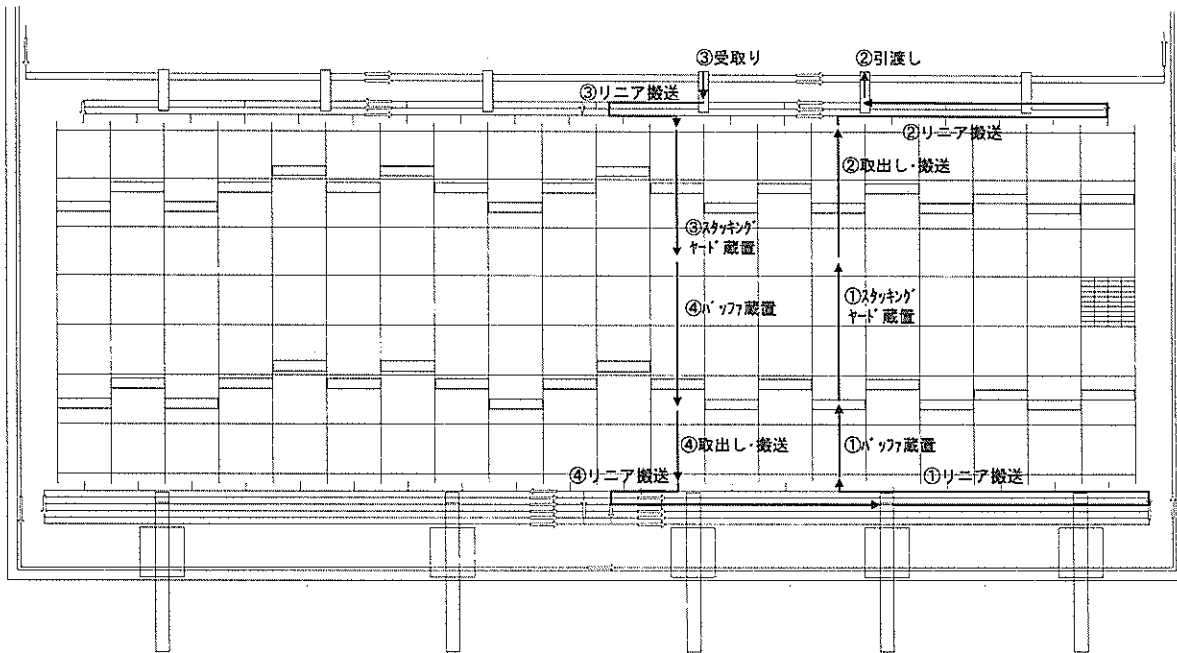 ③受取り
②引渡し
③リニア搬送
②リニア搬送
②取出し・搬送
③スタッキング
ヤード蔵置
④バッファ蔵置
①スタッキング
ヤード蔵置
④取出し・搬送
①バッファ蔵置
④リニア搬送
①リニア搬送